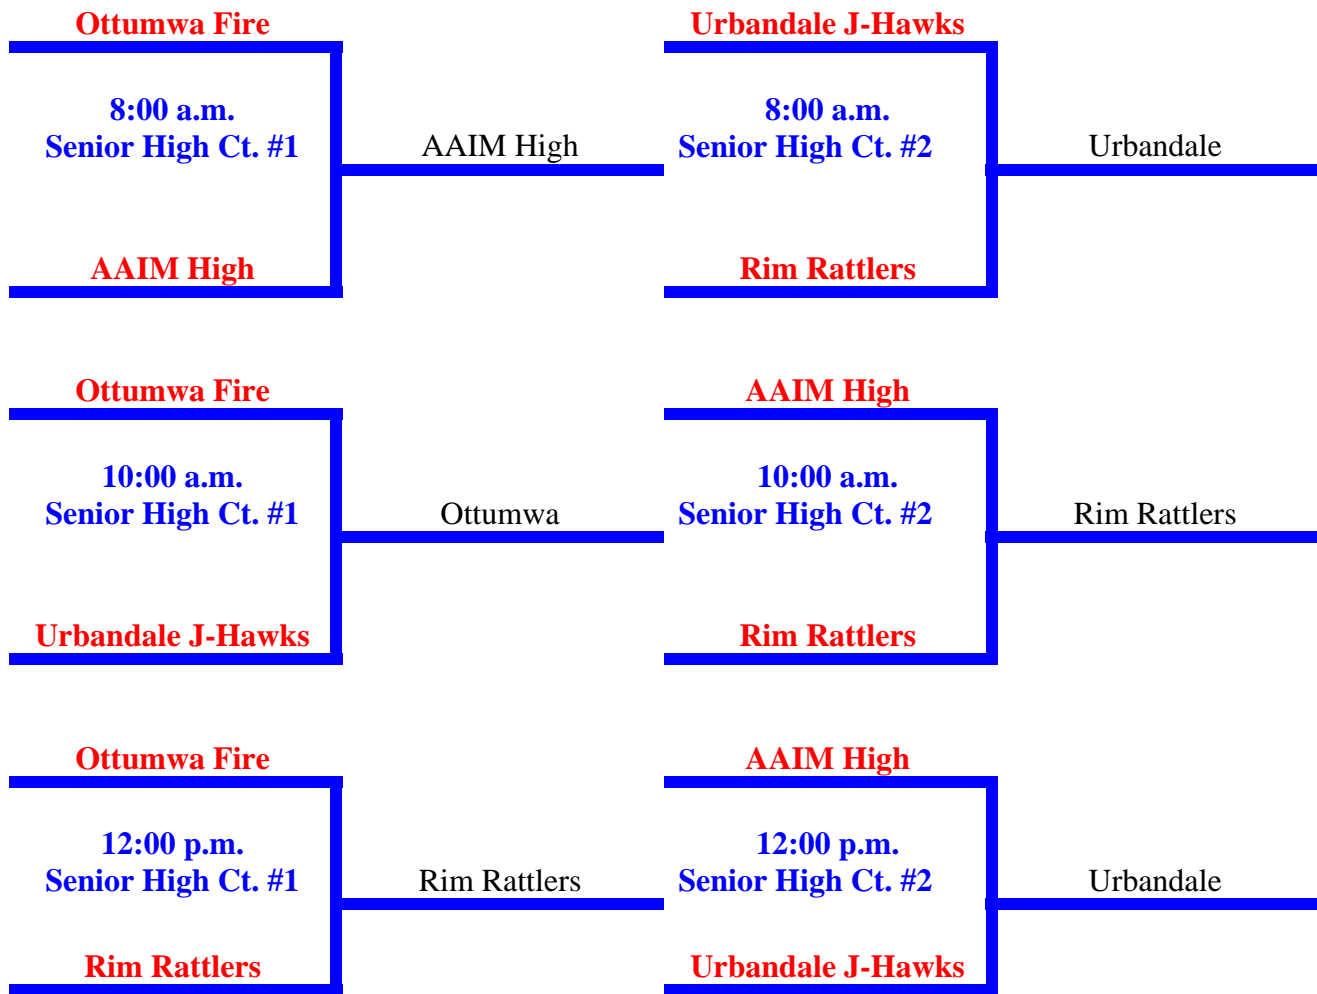 Ottumwa Fire
8:00 a.m.
Senior High Ct. #1
AAIM High
AAIM High
Urbandale J-Hawks
8:00 a.m.
Senior High Ct. #2
Urbandale
Rim Rattlers
Ottumwa Fire
10:00 a.m.
Senior High Ct. #1
Ottumwa
Urbandale J-Hawks
AAIM High
10:00 a.m.
Senior High Ct. #2
Rim Rattlers
Rim Rattlers
Ottumwa Fire
12:00 p.m.
Senior High Ct. #1
Rim Rattlers
Rim Rattlers
AAIM High
12:00 p.m.
Senior High Ct. #2
Urbandale
Urbandale J-Hawks